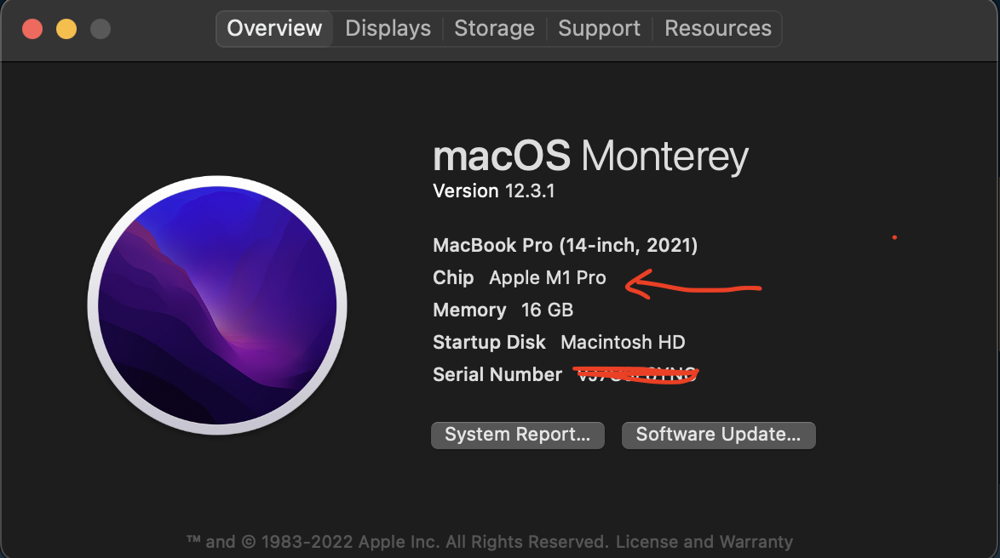 Overview Displays Storage Support Resources
macOS Monterey
Version 12.3.1
MacBook Pro (14-inch, 2021)
Chip Apple M1 Pro
Memory 16 GB
Startup Disk Macintosh HD
Serial Number
System Report... Software Update...
™ and © 1983-2022 Apple Inc. All Rights Reserved. License and Warranty